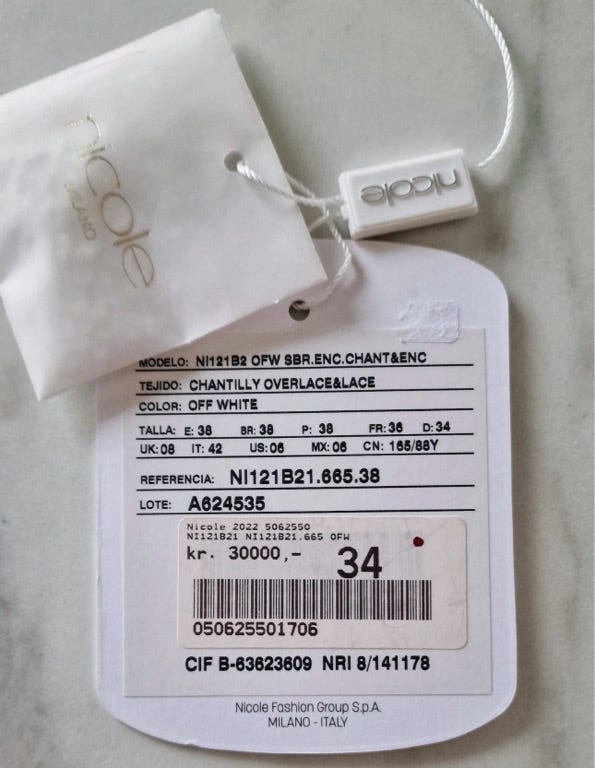 nicole
MILANO
nicole
MODELO: NI121B2 OFW SBR.ENC.CHANT&ENC
TEJIDO: CHANTILLY OVERLACE&LACE
COLOR: OFF WHITE
TALLA: E: 38 BR: 38 P: 38 FR: 36 D: 34
UK: 08 IT: 42 US: 06 MX: 06 CN: 165/88Y
REFERENCIA: NI121B21.665.38
LOTE: A624535
Nicole 2022 5062550
NI121B21 NI121B21.665 OFW
kr. 30000,- 34
050625501706
CIF B-63623609 NRI 8/141178
Nicole Fashion Group S.p.A.
MILANO - ITALY